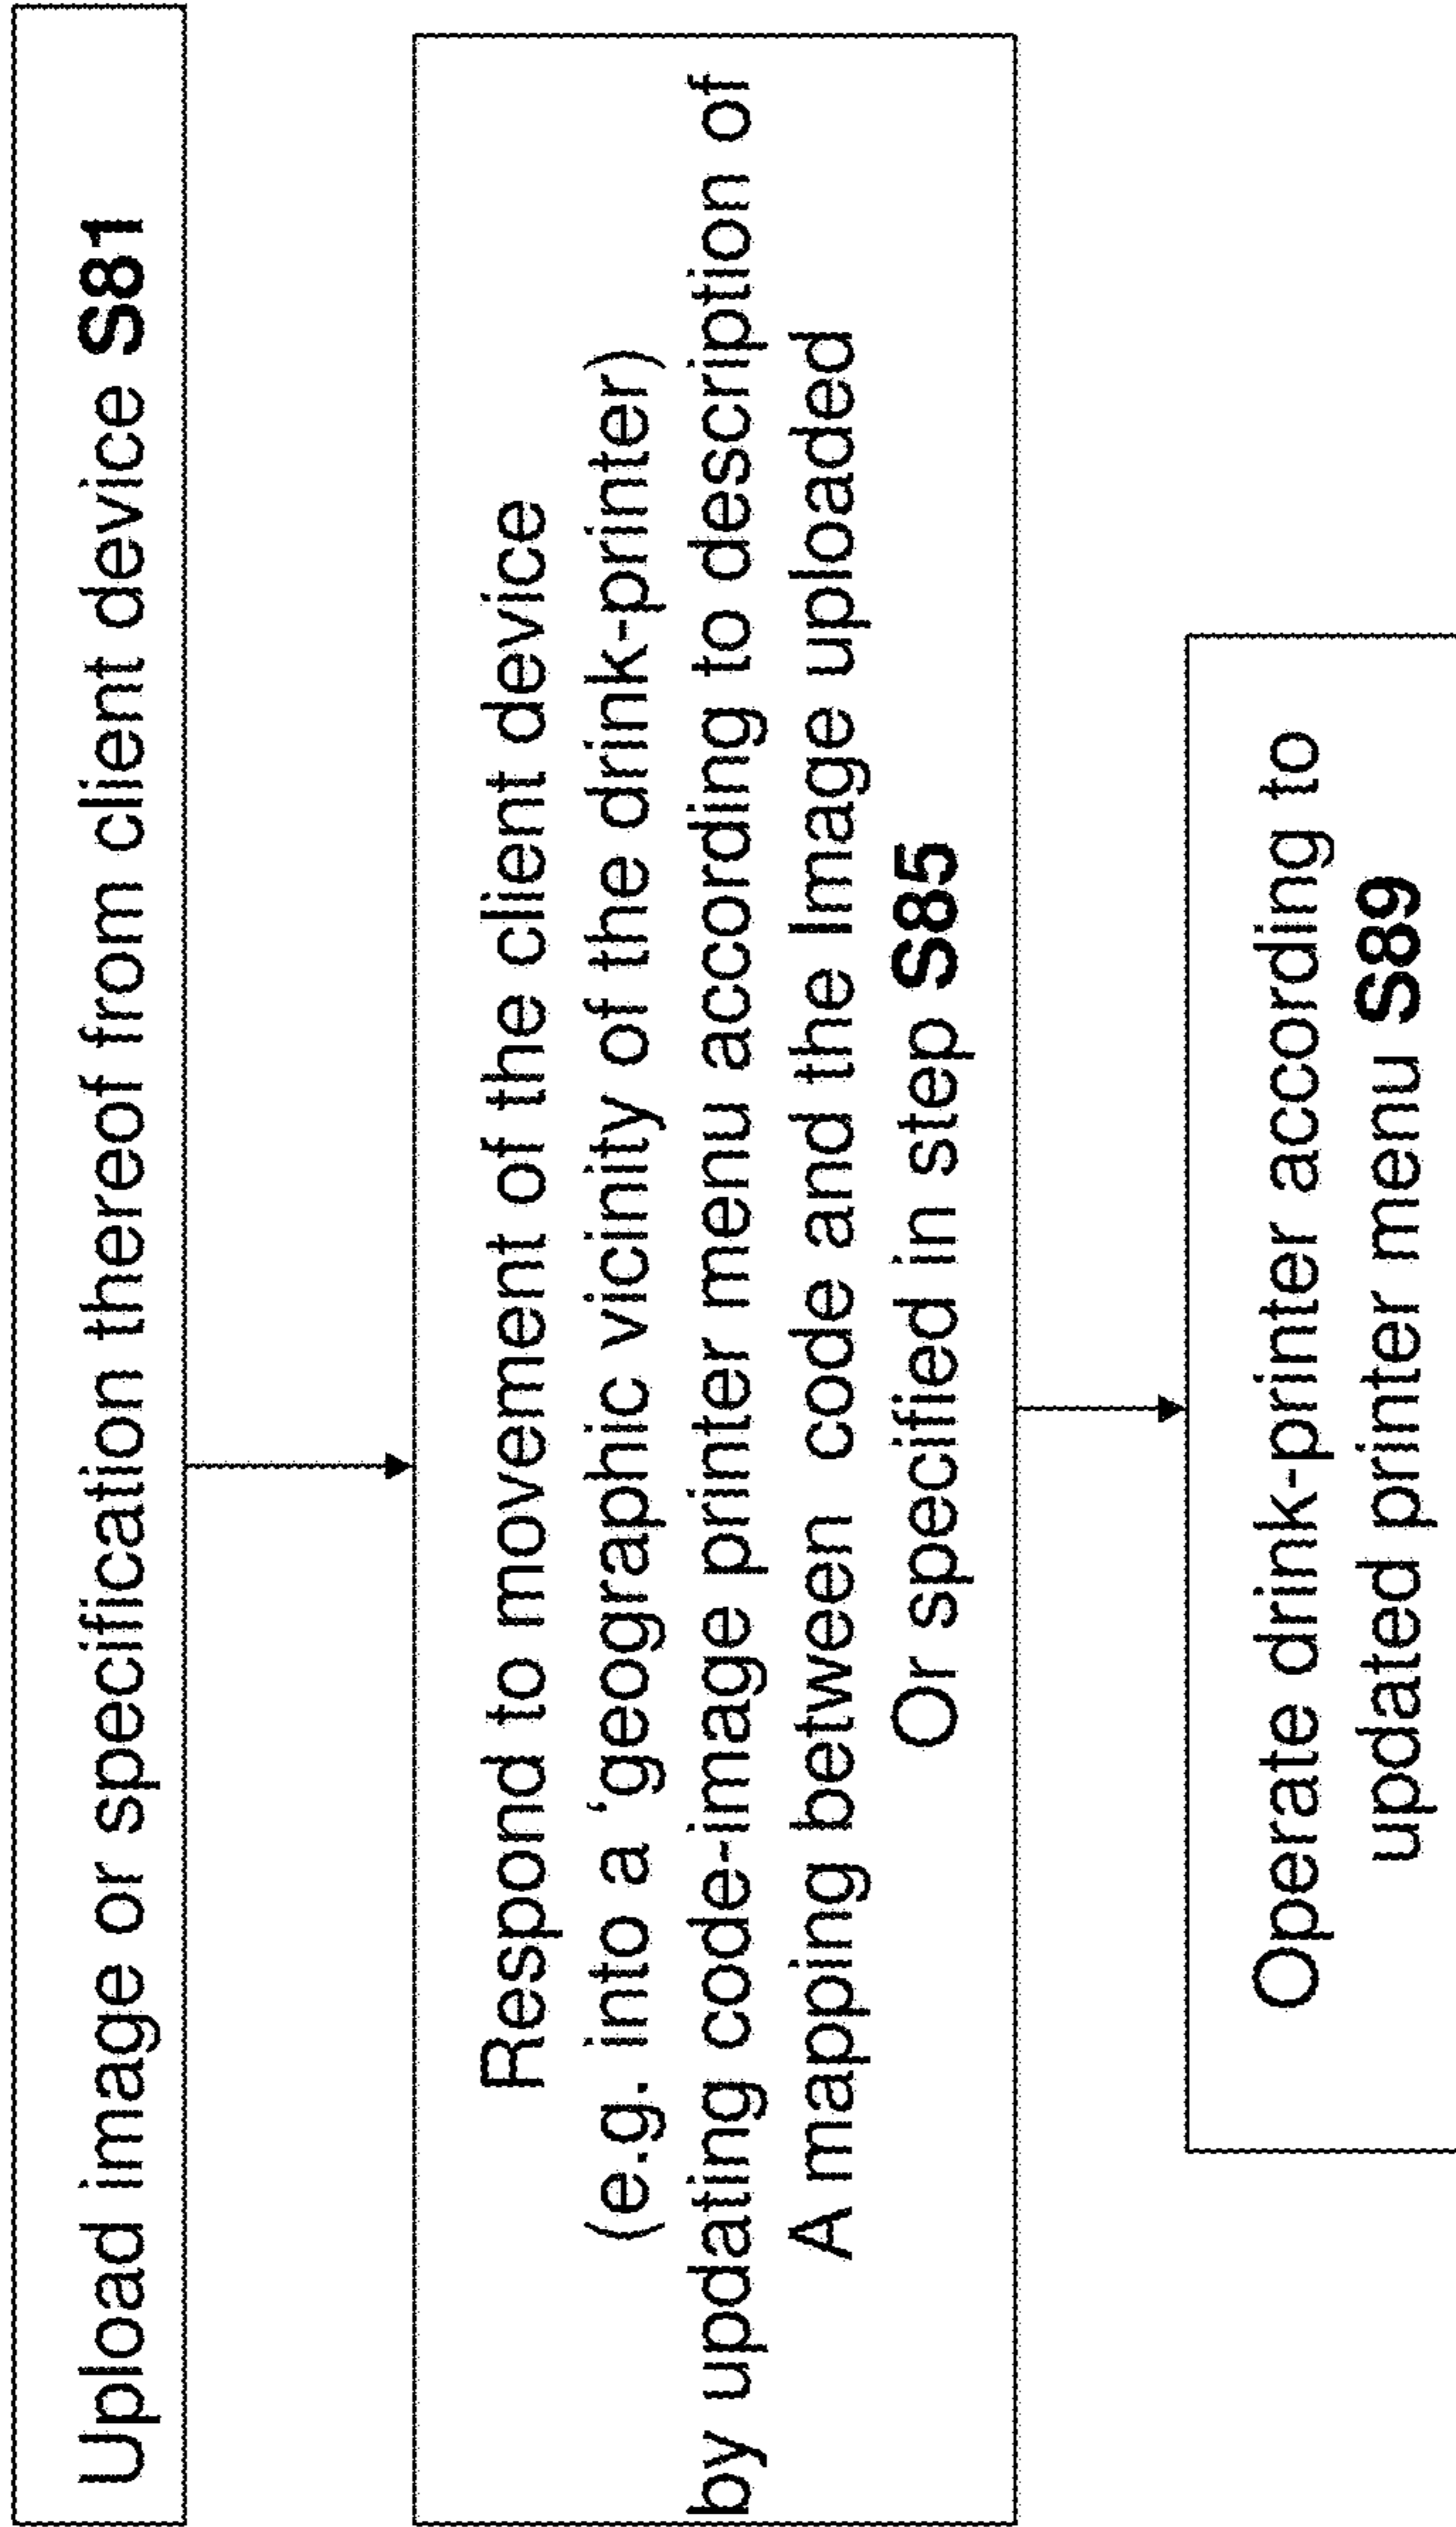 Upload image or specification thereof from client device S81
Respond to movement of the client device
(e.g. into a ‘geographic vicinity of the drink-printer)
by updating code-image printer menu according to description of
A mapping between code and the Image uploaded
Or specified in step S85
Operate drink-printer according to
updated printer menu S89